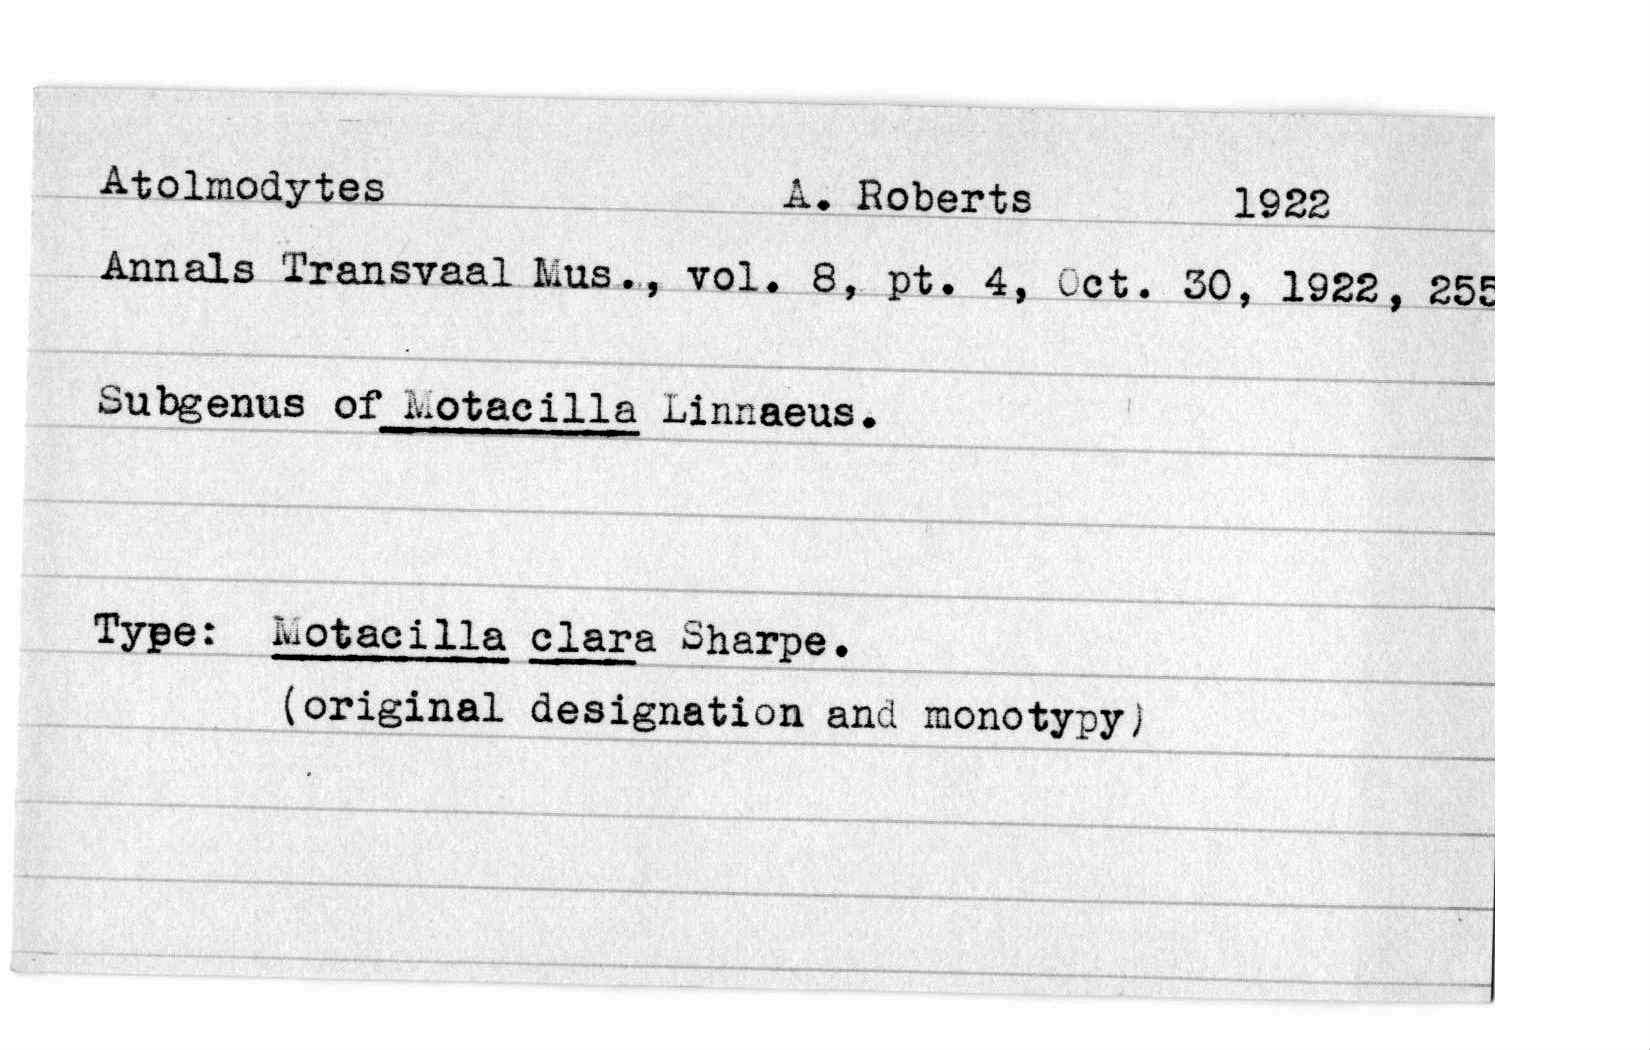 Atolmodytes A. Roberts 1922
Annals Transvaal Mus., vol. 8, pt. 4, Oct. 30, 1922, 255
Subgenus of Motacilla Linnaeus.
Type: Motacilla clara Sharpe.
(original designation and monotypy)